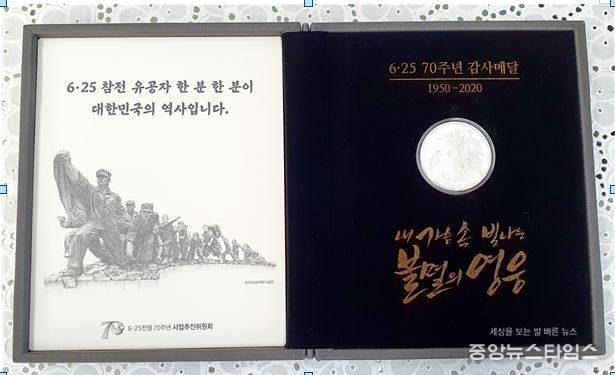 6·25 참전 유공자 한 분 한 분이
대한민국의 역사입니다.
70 6·25전쟁 70주년 사업추진위원회
6·25 70주년 감사메달
1950-2020
내 가슴 속 빛나는
불멸의 영웅
세상을 보는 발 빠른 뉴스
중앙뉴스타임스